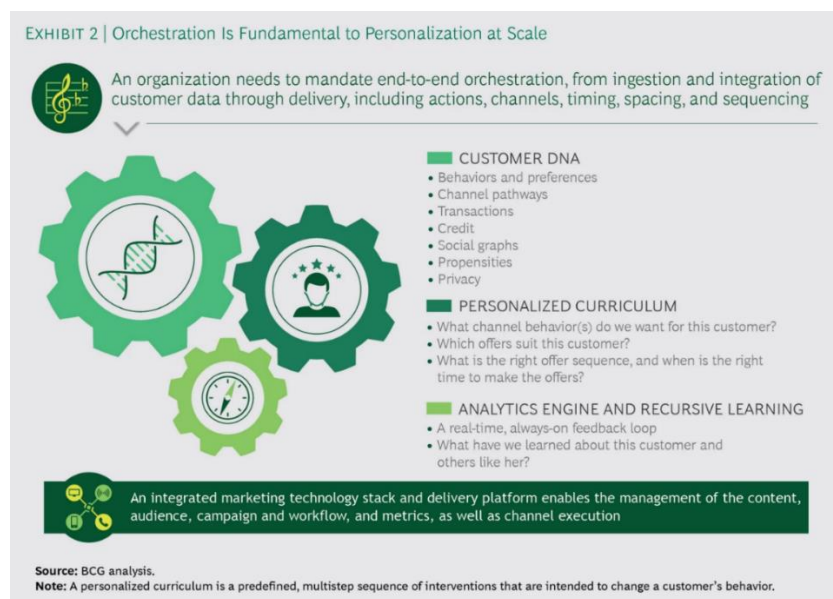 EXHIBIT 2 | Orchestration Is Fundamental to Personalization at Scale
An organization needs to mandate end-to-end orchestration, from ingestion and integration of
customer data through delivery, including actions, channels, timing, spacing, and sequencing
CUSTOMER DNA
• Behaviors and preferences
• Channel pathways
• Transactions
• Credit
• Social graphs
• Propensities
• Privacy
PERSONALIZED CURRICULUM
• What channel behavior(s) do we want for this customer?
• Which offers suit this customer?
• What is the right offer sequence, and when is the right
time to make the offers?
ANALYTICS ENGINE AND RECURSIVE LEARNING
• A real-time, always-on feedback loop
• What have we learned about this customer and
others like her?
An integrated marketing technology stack and delivery platform enables the management of the content,
audience, campaign and workflow, and metrics, as well as channel execution
Source: BCG analysis.
Note: A personalized curriculum is a predefined, multistep sequence of interventions that are intended to change a customer's behavior.